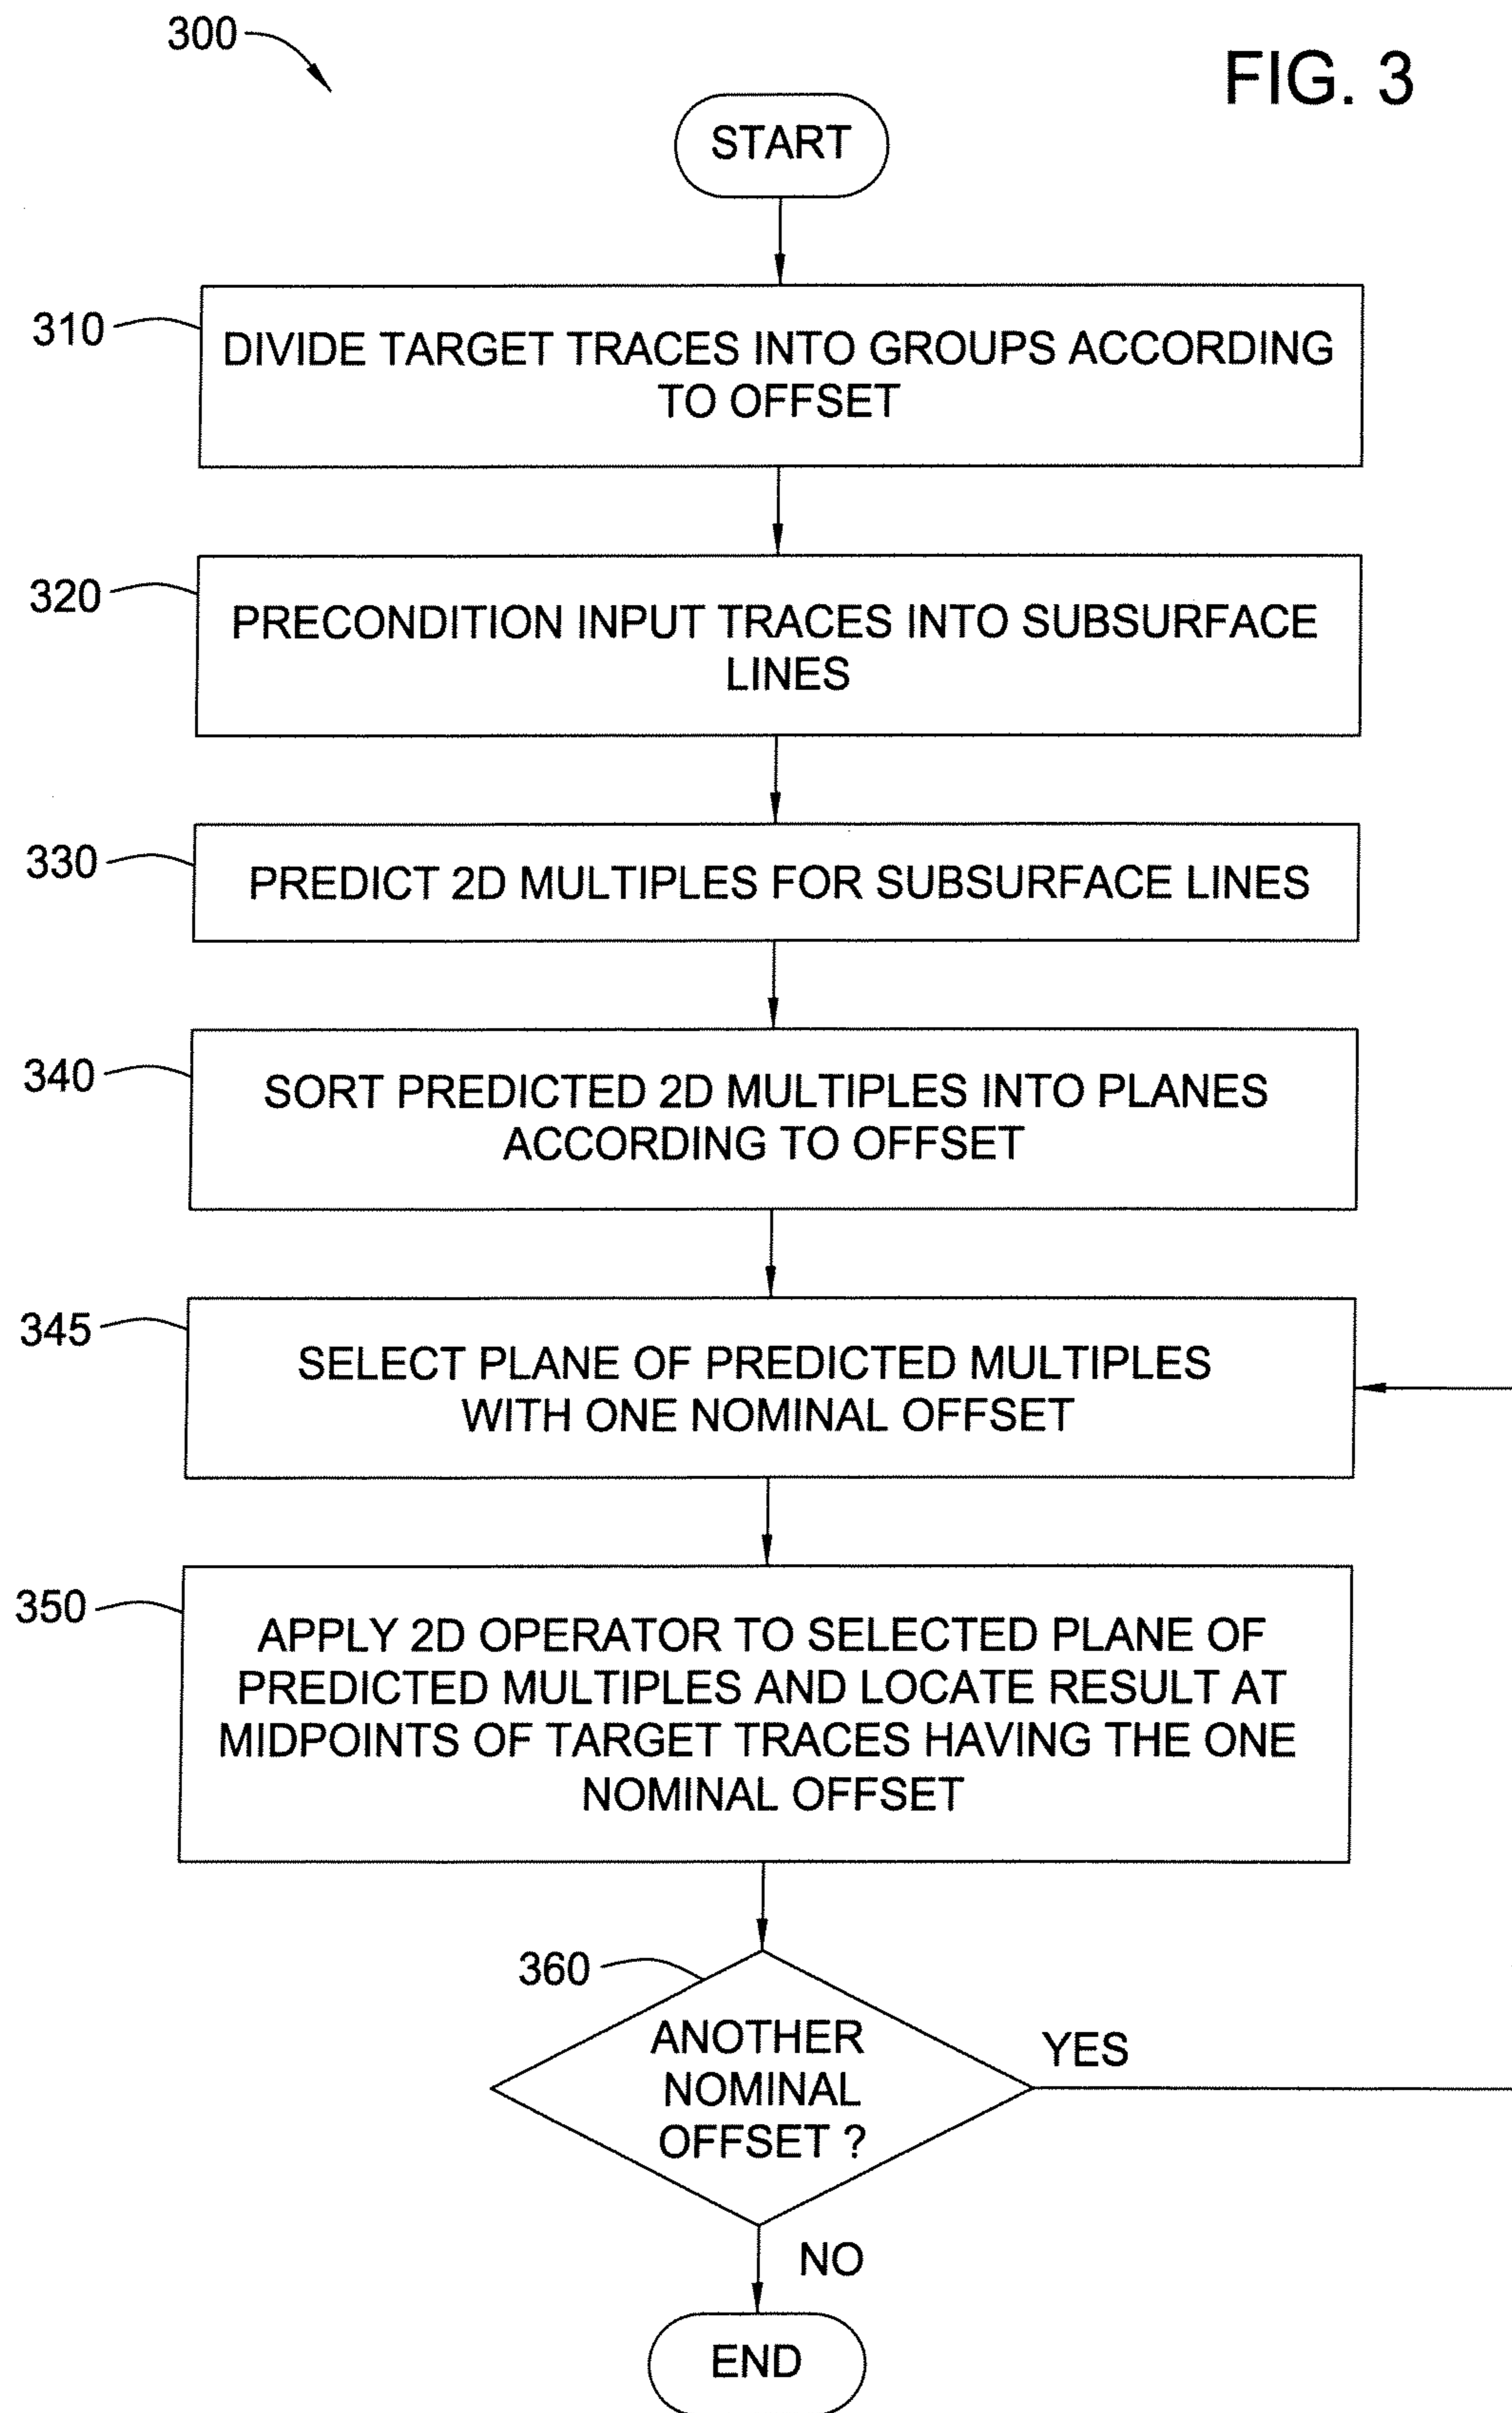 300
FIG. 3
START
310
DIVIDE TARGET TRACES INTO GROUPS ACCORDING
TO OFFSET
320
PRECONDITION INPUT TRACES INTO SUBSURFACE
LINES
330
PREDICT 2D MULTIPLES FOR SUBSURFACE LINES
340
SORT PREDICTED 2D MULTIPLES INTO PLANES
ACCORDING TO OFFSET
345
SELECT PLANE OF PREDICTED MULTIPLES
WITH ONE NOMINAL OFFSET
350
APPLY 2D OPERATOR TO SELECTED PLANE OF
PREDICTED MULTIPLES AND LOCATE RESULT AT
MIDPOINTS OF TARGET TRACES HAVING THE ONE
NOMINAL OFFSET
360
ANOTHER
NOMINAL
OFFSET ?
YES
NO
END